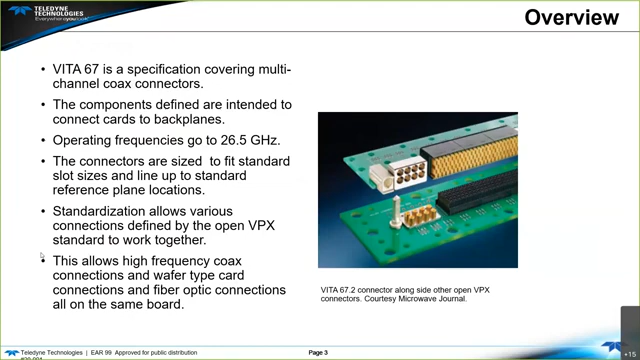 TELEDYNE
TECHNOLOGIES
Everywhereyoulook
Overview
• VITA 67 is a specification covering multi-
channel coax connectors.
• The components defined are intended to
connect cards to backplanes.
• Operating frequencies go to 26.5 GHz.
• The connectors are sized to fit standard
slot sizes and line up to standard
reference plane locations.
• Standardization allows various
connections defined by the open VPX
standard to work together.
• This allows high frequency coax
connections and wafer type card
connections and fiber optic connections
all on the same board.
VITA 67.2 connector along side other open VPX
connectors. Courtesy Microwave Journal.
Teledyne Technologies | EAR 99 Approved for public distribution
Page 3
+15